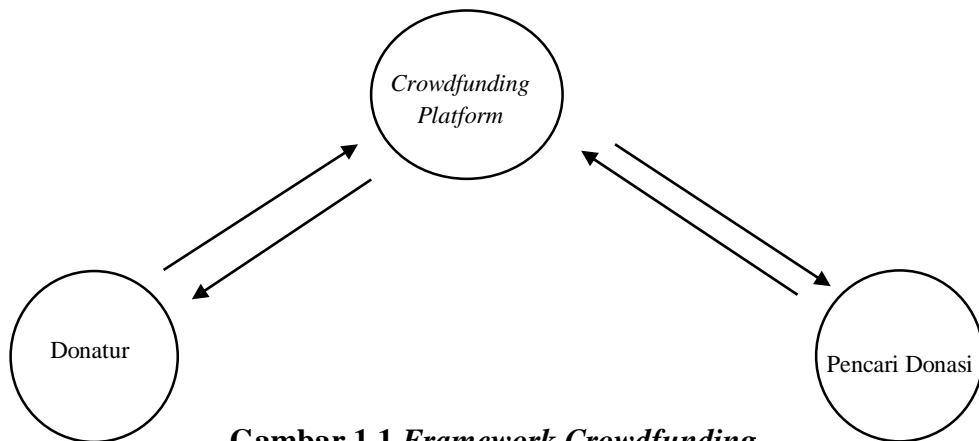 Crowdfunding
Platform
Donatur
Pencari Donasi
Gambar 1.1 Framework Crowdfunding